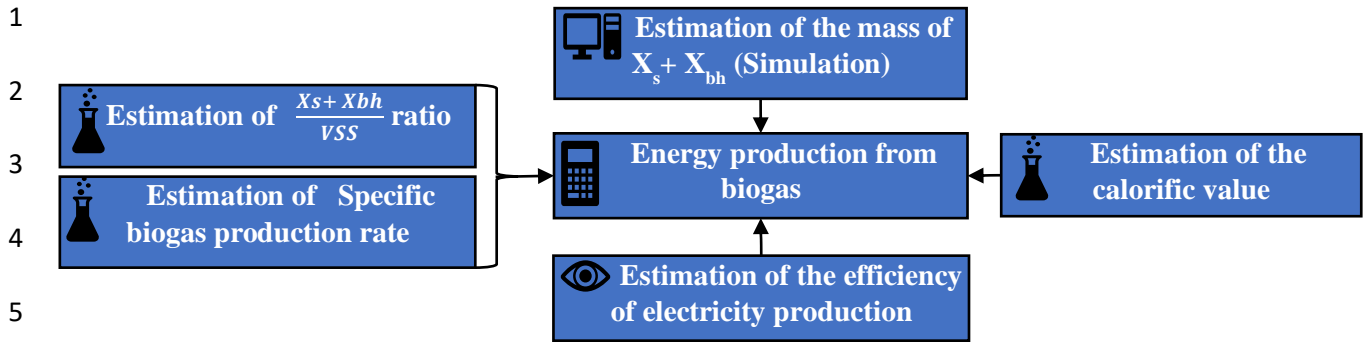 1
2
3
4
5
Estimation of the mass of
Xs+ Xbh (Simulation)
Estimation of Xs+ Xbh/VSS ratio
Estimation of Specific
biogas production rate
Energy production from
biogas
Estimation of the
calorific value
Estimation of the efficiency
of electricity production